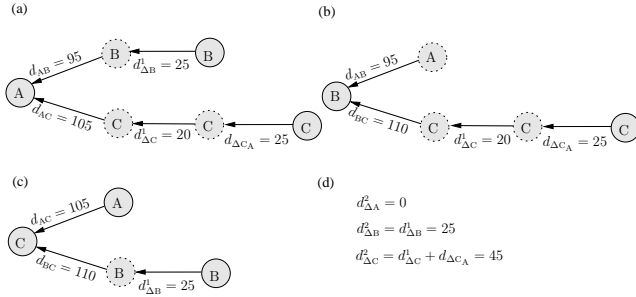 (a)
B
d¹_ΔB = 25
B
d_AB = 95
A
d_AC = 105
C
d¹_ΔC = 20
C
d_ΔC_A = 25
C
(b)
A
d_AB = 95
B
d_BC = 110
C
d¹_ΔC = 20
C
d_ΔC_A = 25
C
(c)
A
d_AC = 105
C
d_BC = 110
B
d¹_ΔB = 25
B
(d)
d²_ΔA = 0
d²_ΔB = d¹_ΔB = 25
d²_ΔC = d¹_ΔC + d_ΔC_A = 45